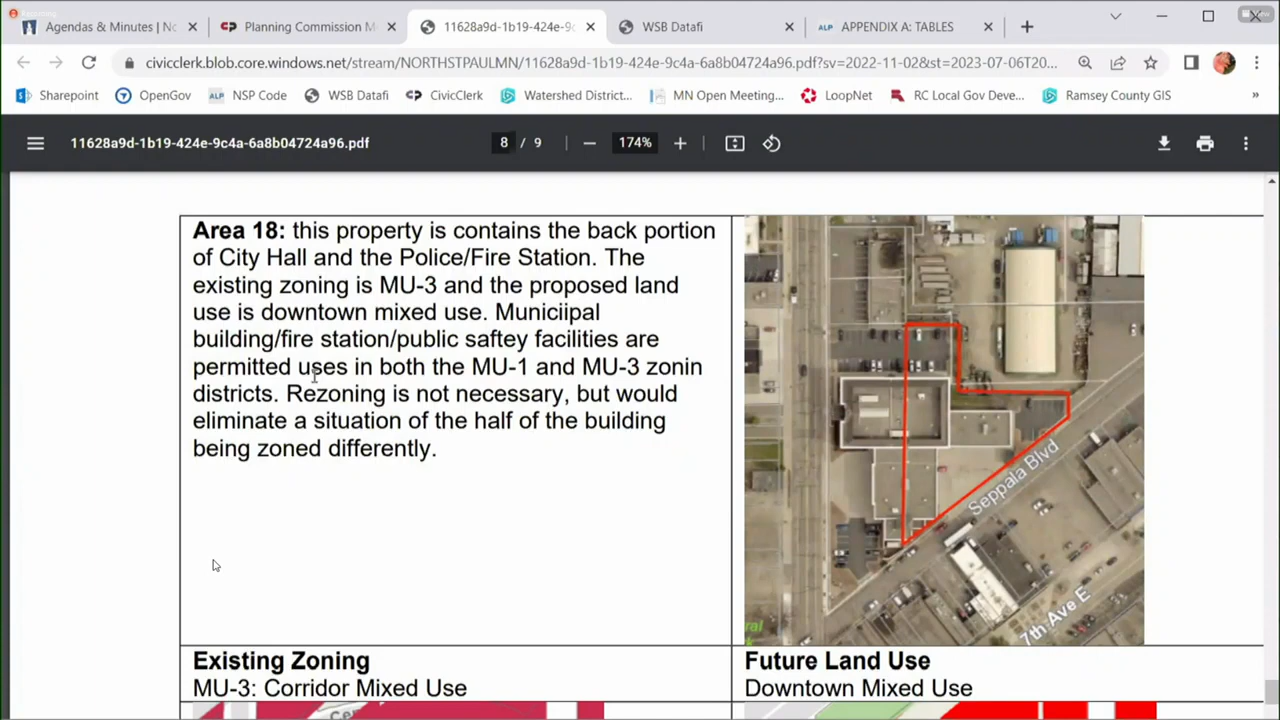 Agendas & Minutes | No
Planning Commission M
11628a9d-1b19-424e-9c
WSB Datafi
ALP APPENDIX A: TABLES
civicclerk.blob.core.windows.net/stream/NORTHSTPAULMN/11628a9d-1b19-424e-9c4a-6a8b04724a96.pdf?sv=2022-11-02&st=2023-07-06T20...
Sharepoint
OpenGov
ALP NSP Code
WSB Datafi
CivicClerk
Watershed District...
MN Open Meeting...
LoopNet
RC Local Gov Deve...
Ramsey County GIS
»
11628a9d-1b19-424e-9c4a-6a8b04724a96.pdf
8 / 9
174%
Area 18: this property is contains the back portion
of City Hall and the Police/Fire Station. The
existing zoning is MU-3 and the proposed land
use is downtown mixed use. Municiipal
building/fire station/public saftey facilities are
permitted uses in both the MU-1 and MU-3 zonin
districts. Rezoning is not necessary, but would
eliminate a situation of the half of the building
being zoned differently.
Seppala Blvd
7th Ave E
Existing Zoning
MU-3: Corridor Mixed Use
Future Land Use
Downtown Mixed Use